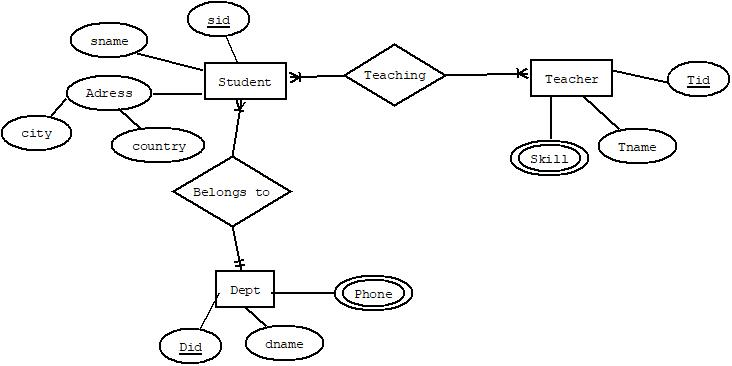 sid
sname
Student
Teaching
Teacher
Tid
Adress
city
country
Skill
Tname
Belongs to
Dept
Phone
Did
dname